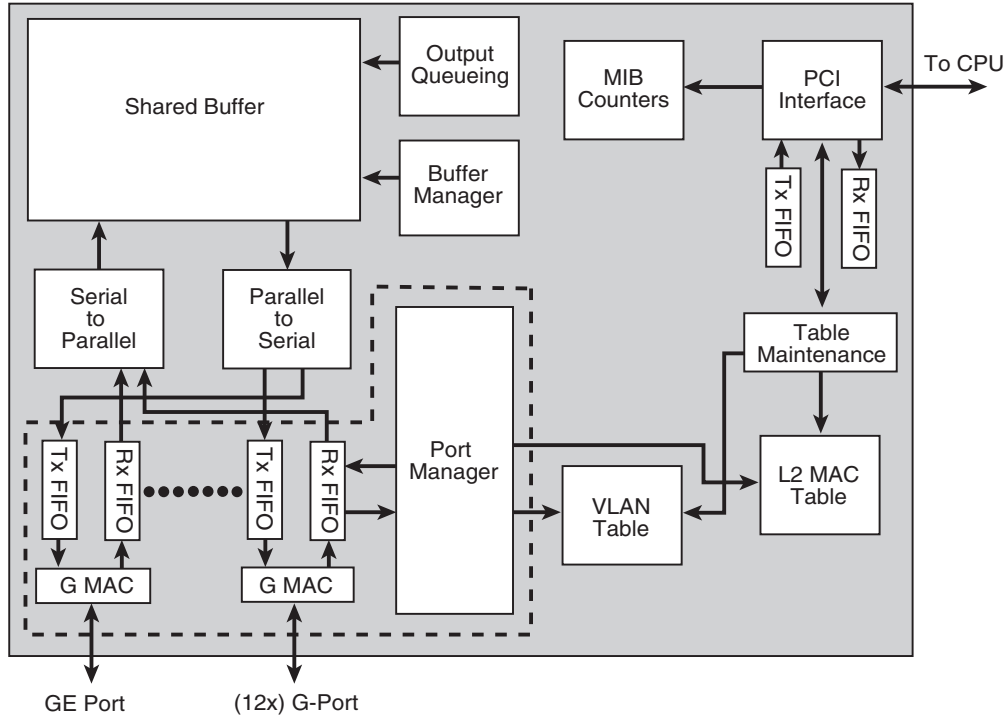 Shared Buffer
Output
Queueing
Buffer
Manager
MIB
Counters
PCI
Interface
To CPU
Tx FIFO
Rx FIFO
Serial
to
Parallel
Parallel
to
Serial
Table
Maintenance
Tx FIFO
Rx FIFO
Tx FIFO
Rx FIFO
Port
Manager
VLAN
Table
L2 MAC
Table
G MAC
G MAC
GE Port
(12x) G-Port